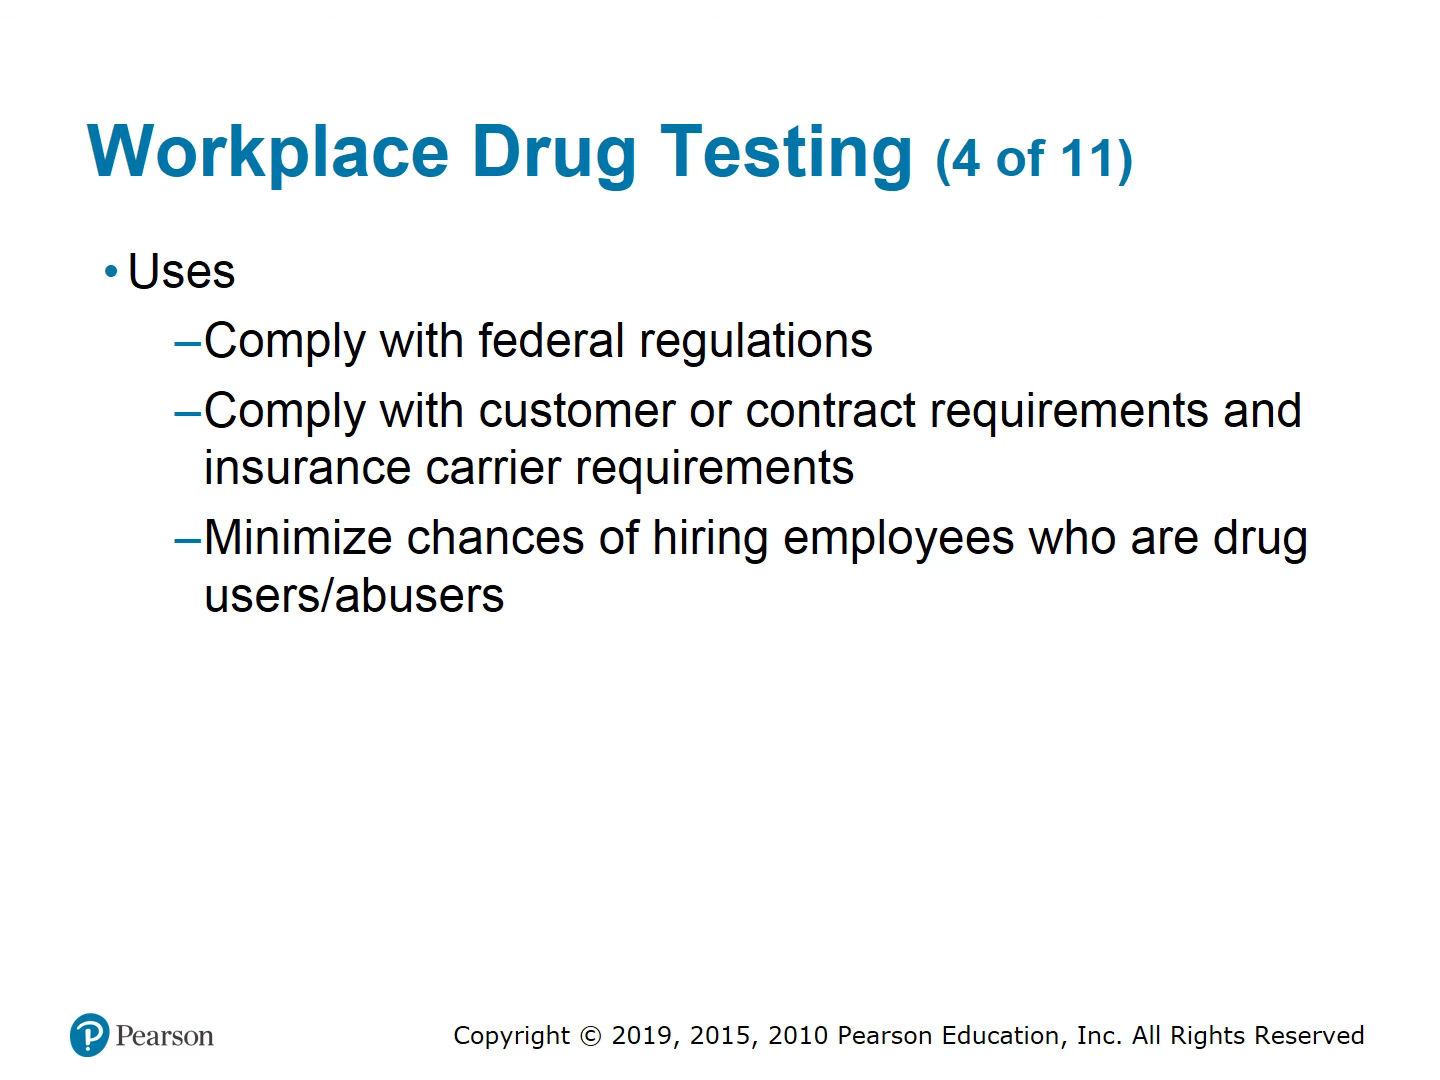 Workplace Drug Testing (4 of 11)
• Uses
–Comply with federal regulations
–Comply with customer or contract requirements and
insurance carrier requirements
–Minimize chances of hiring employees who are drug
users/abusers
Pearson
Copyright © 2019, 2015, 2010 Pearson Education, Inc. All Rights Reserved